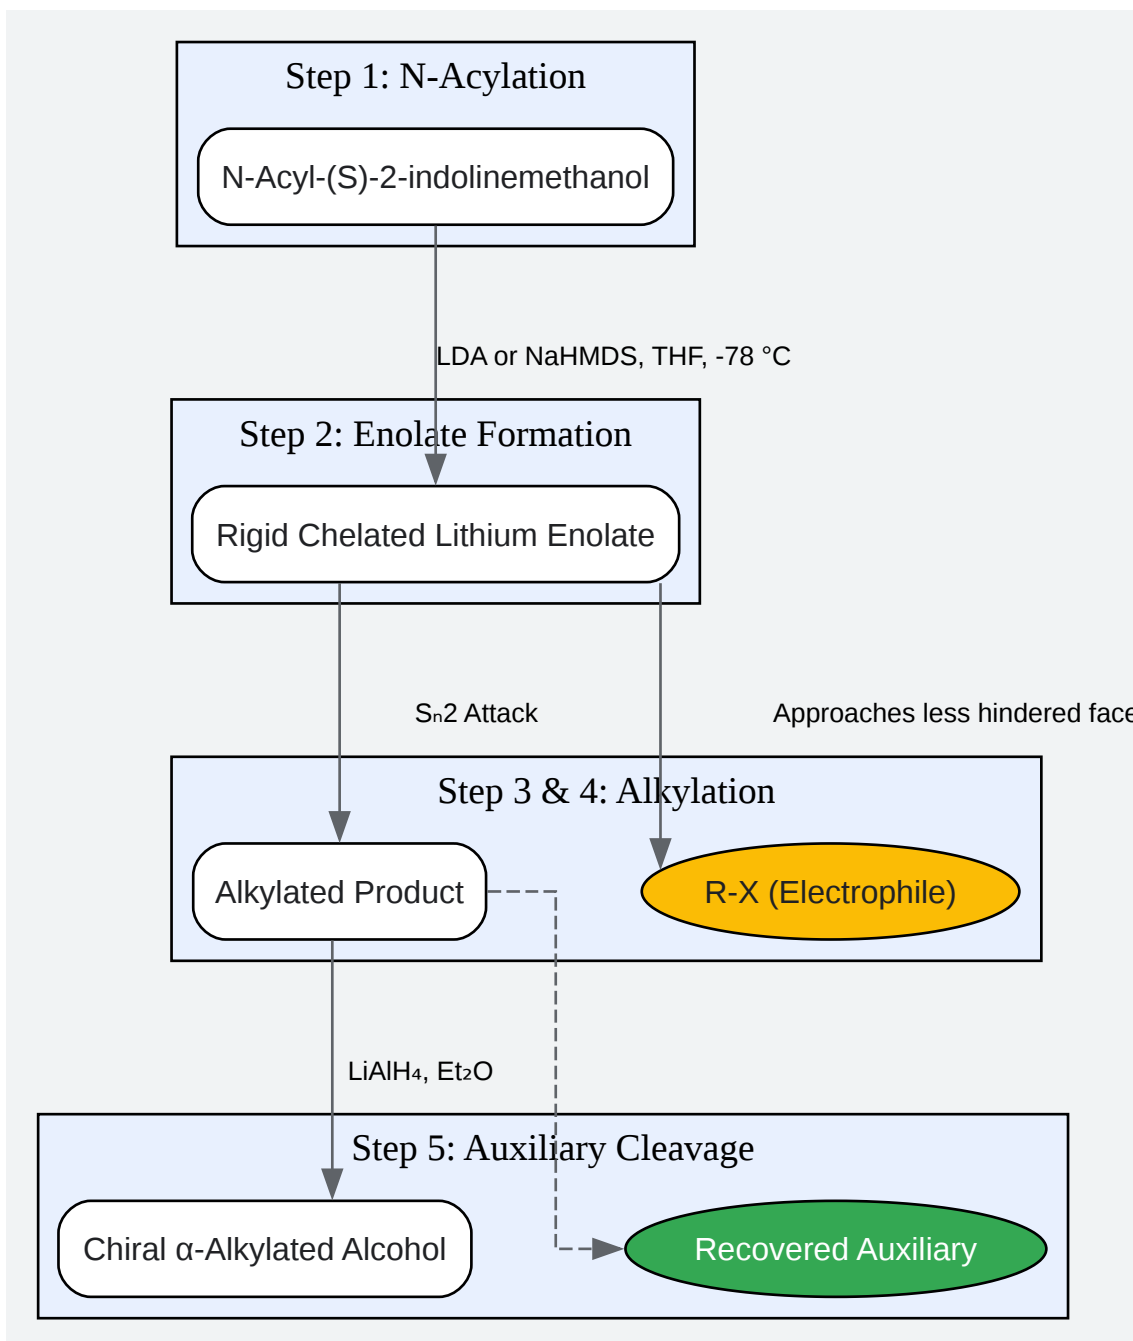 Step 1: N-Acylation
N-Acyl-(S)-2-indolinemethanol
LDA or NaHMDS, THF, -78 °C
Step 2: Enolate Formation
Rigid Chelated Lithium Enolate
Sₙ2 Attack
Approaches less hindered face
Step 3 & 4: Alkylation
Alkylated Product
R-X (Electrophile)
LiAlH₄, Et₂O
Step 5: Auxiliary Cleavage
Chiral α-Alkylated Alcohol
Recovered Auxiliary